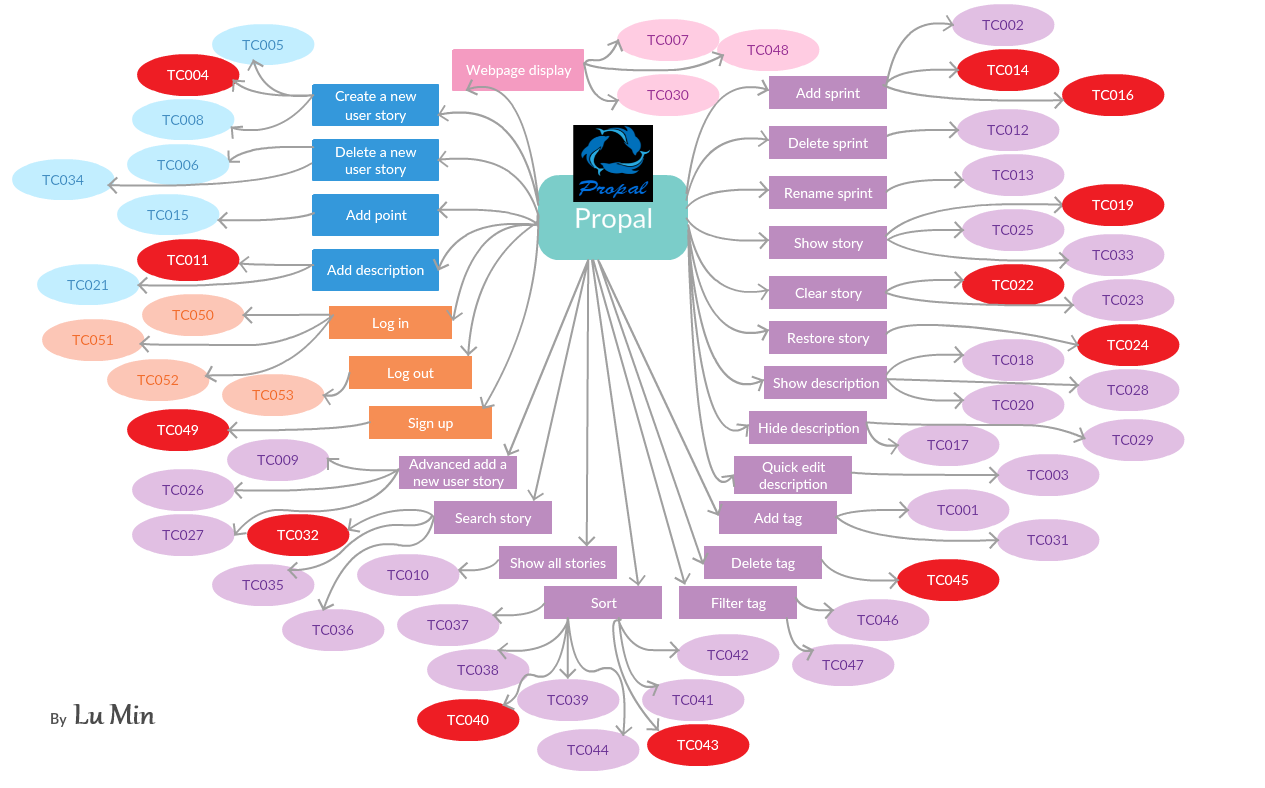 TC005
TC004
TC008
TC006
TC034
TC015
TC011
TC021
TC050
TC051
TC052
TC053
TC049
TC009
TC026
TC027
TC032
TC035
TC036
TC010
TC037
TC038
TC040
TC039
TC044
Create a new
user story
Delete a new
user story
Add point
Add description
Log in
Log out
Sign up
Advanced add a
new user story
Search story
Show all stories
Sort
Webpage display
TC007
TC048
TC030
Propal
Propal
Add sprint
Delete sprint
Rename sprint
Show story
Clear story
Restore story
Show description
Hide description
Quick edit
description
Add tag
Delete tag
Filter tag
TC002
TC014
TC016
TC012
TC013
TC019
TC025
TC033
TC022
TC023
TC024
TC018
TC028
TC020
TC029
TC017
TC003
TC001
TC031
TC045
TC046
TC047
TC042
TC041
TC043
By Lu Min